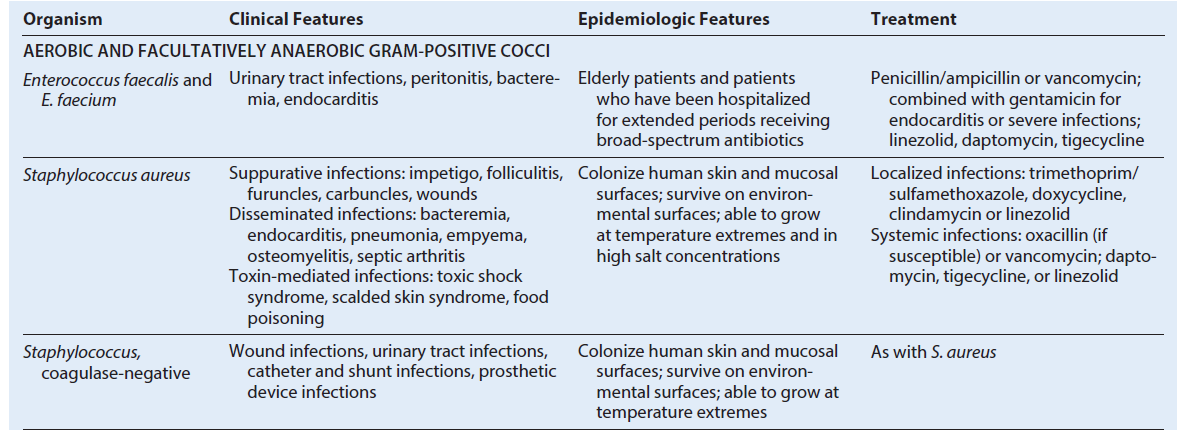 Organism Clinical Features Epidemiologic Features Treatment
AEROBIC AND FACULTATIVELY ANAEROBIC GRAM-POSITIVE COCCI
Enterococcus faecalis and
E. faecium
Urinary tract infections, peritonitis, bactere-
mia, endocarditis
Elderly patients and patients
who have been hospitalized
for extended periods receiving
broad-spectrum antibiotics
Penicillin/ampicillin or vancomycin;
combined with gentamicin for
endocarditis or severe infections;
linezolid, daptomycin, tigecycline
Staphylococcus aureus
Suppurative infections: impetigo, folliculitis,
furuncles, carbuncles, wounds
Disseminated infections: bacteremia,
endocarditis, pneumonia, empyema,
osteomyelitis, septic arthritis
Toxin-mediated infections: toxic shock
syndrome, scalded skin syndrome, food
poisoning
Colonize human skin and mucosal
surfaces; survive on environ-
mental surfaces; able to grow
at temperature extremes and in
high salt concentrations
Localized infections: trimethoprim/
sulfamethoxazole, doxycycline,
clindamycin or linezolid
Systemic infections: oxacillin (if
susceptible) or vancomycin; dapto-
mycin, tigecycline, or linezolid
Staphylococcus,
coagulase-negative
Wound infections, urinary tract infections,
catheter and shunt infections, prosthetic
device infections
Colonize human skin and mucosal
surfaces; survive on environ-
mental surfaces; able to grow at
temperature extremes
As with S. aureus